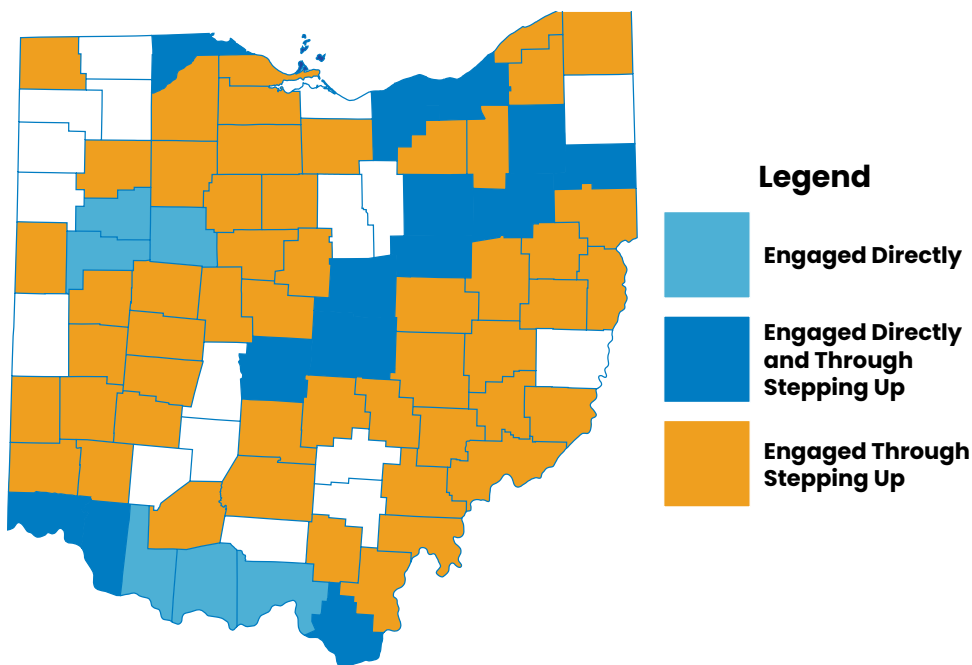 Legend
Engaged Directly
Engaged Directly
and Through
Stepping Up
Engaged Through
Stepping Up